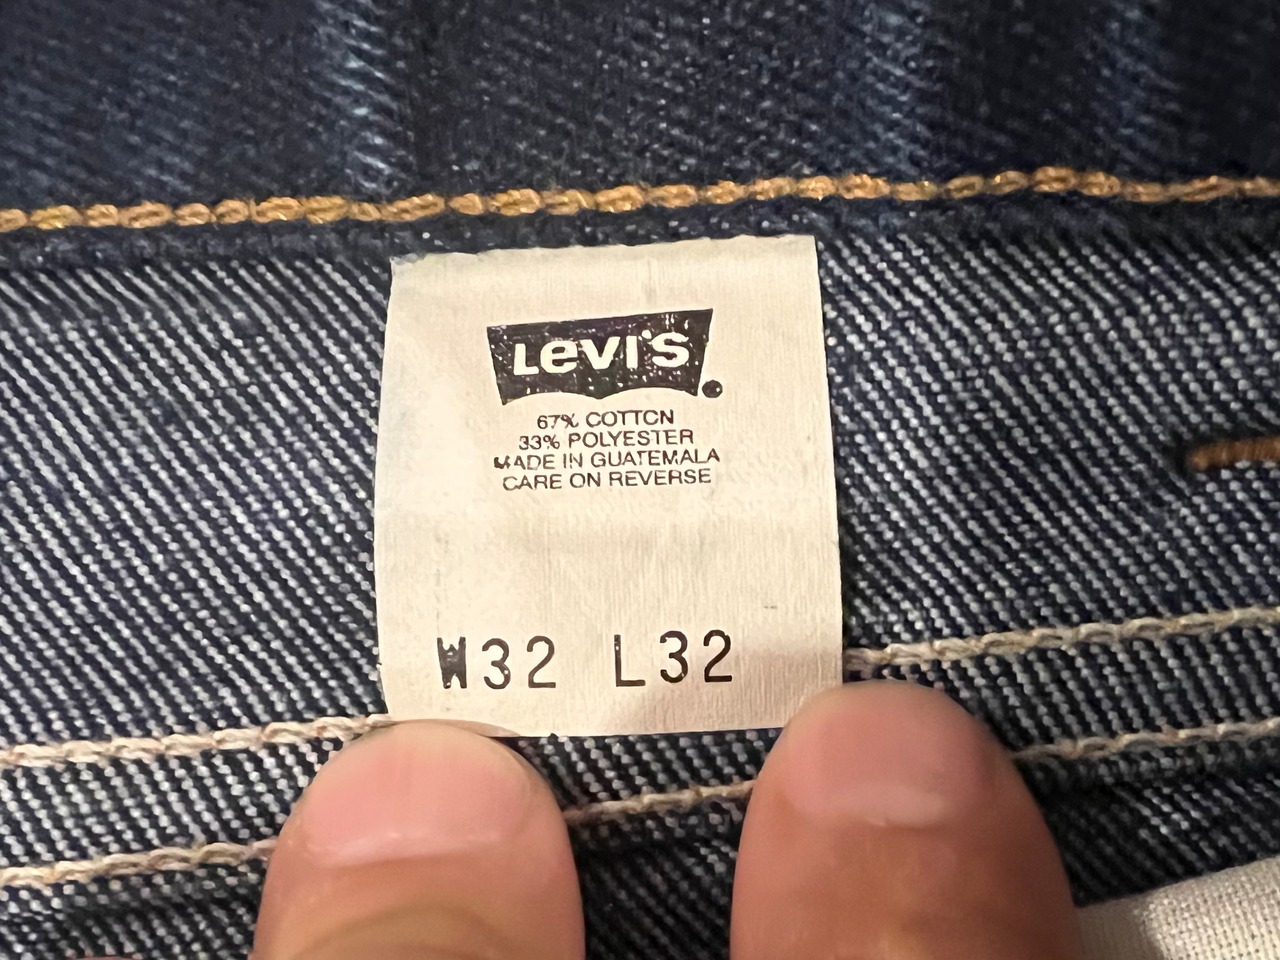 Levi's
67% COTTON
33% POLYESTER
MADE IN GUATEMALA
CARE ON REVERSE
W32 L32